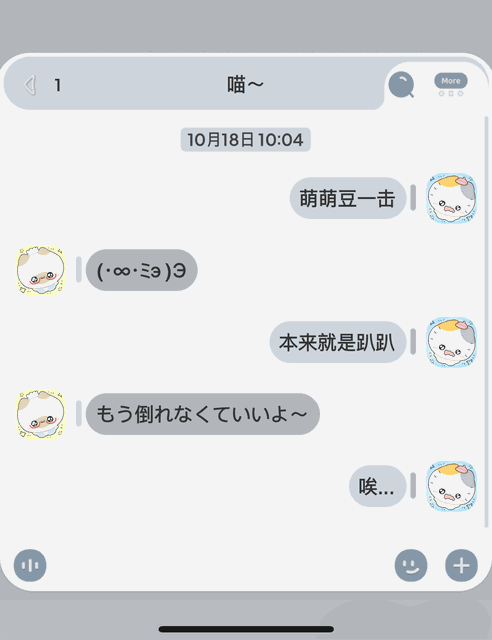 1
喵～
More
10月18日 10:04
萌萌豆一击
(･∞･ミэ)Э
本来就是趴趴
もう倒れなくていいよ～
唉...